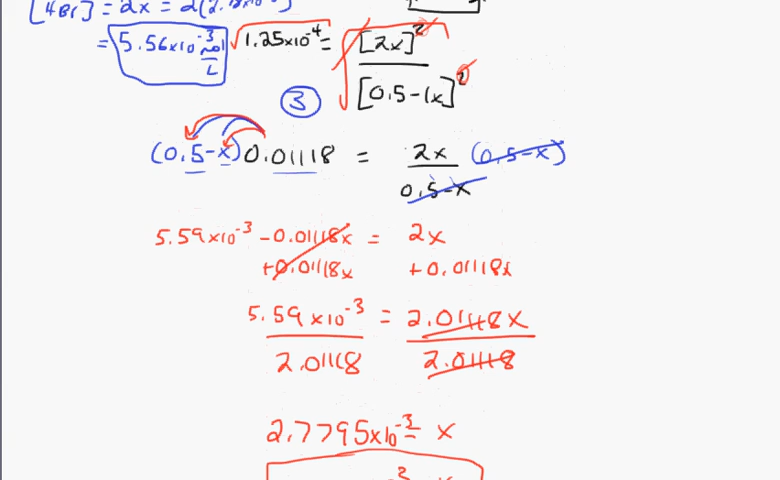 [HBr] = 2x = 2(2.78x10⁻³)
= 5.56x10⁻³ mol/L √1.25x10⁻⁴ = √[2x]²/[0.5-1x]²
③
(0.5-x)0.01118 = 2x/0.5-x (0.5-x)
5.59x10⁻³ -0.01118x = 2x
+0.01118x +0.01118x
5.59x10⁻³/2.01118 = 2.01118x/2.01118
2.7795x10⁻³ = x